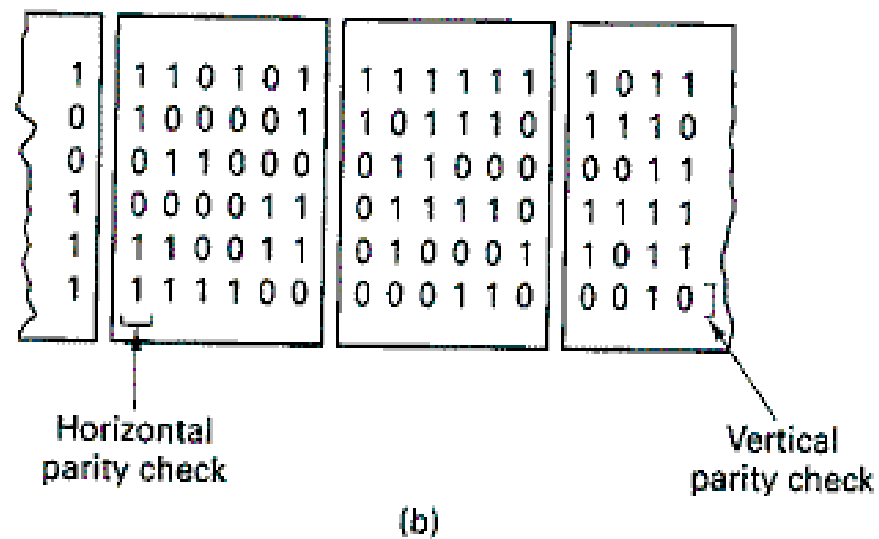 1 1 1 0 1 0 1 1 1 1 1 1 1 1 0 1 1
0 1 0 0 0 0 1 1 0 1 1 1 0 1 1 1 0
0 0 1 1 0 0 0 0 1 1 0 0 0 0 0 1 1
1 0 0 0 0 1 1 0 1 1 1 1 0 1 1 1 1
1 1 1 0 0 1 1 0 1 0 0 0 1 1 0 1 1
1 1 1 1 1 0 0 0 0 0 1 1 0 0 0 1 0
Horizontal
parity check
Vertical
parity check
(b)